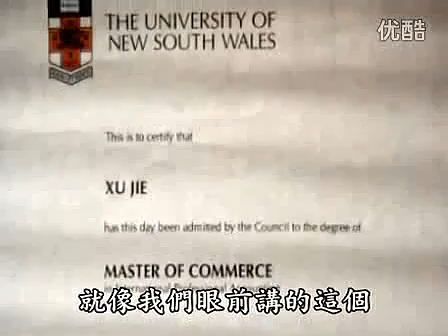 优酷
THE UNIVERSITY OF
NEW SOUTH WALES
This is to certify that
XU JIE
has this day been admitted by the Council to the degree of
MASTER OF COMMERCE
就像我們眼前講的這個